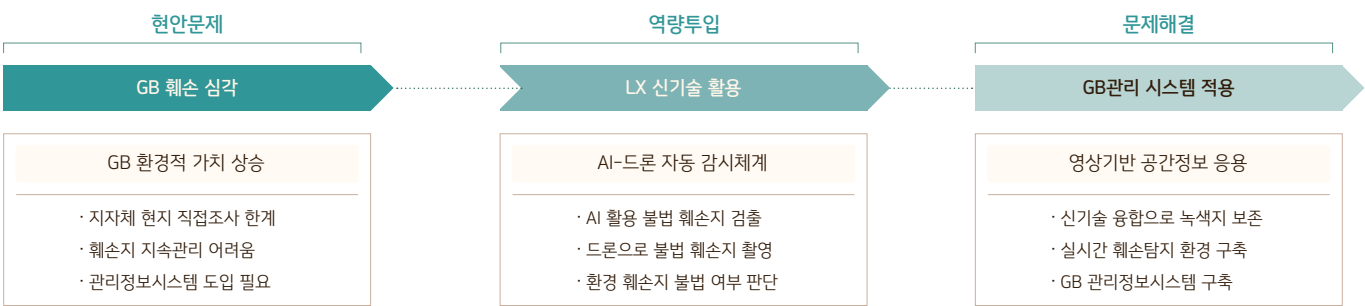 현안문제
GB 훼손 심각
GB 환경적 가치 상승
· 지자체 현지 직접조사 한계
· 훼손지 지속관리 어려움
· 관리정보시스템 도입 필요
역량투입
LX 신기술 활용
AI-드론 자동 감시체계
· AI 활용 불법 훼손지 검출
· 드론으로 불법 훼손지 촬영
· 환경 훼손지 불법 여부 판단
문제해결
GB관리 시스템 적용
영상기반 공간정보 응용
· 신기술 융합으로 녹색지 보존
· 실시간 훼손탐지 환경 구축
· GB 관리정보시스템 구축